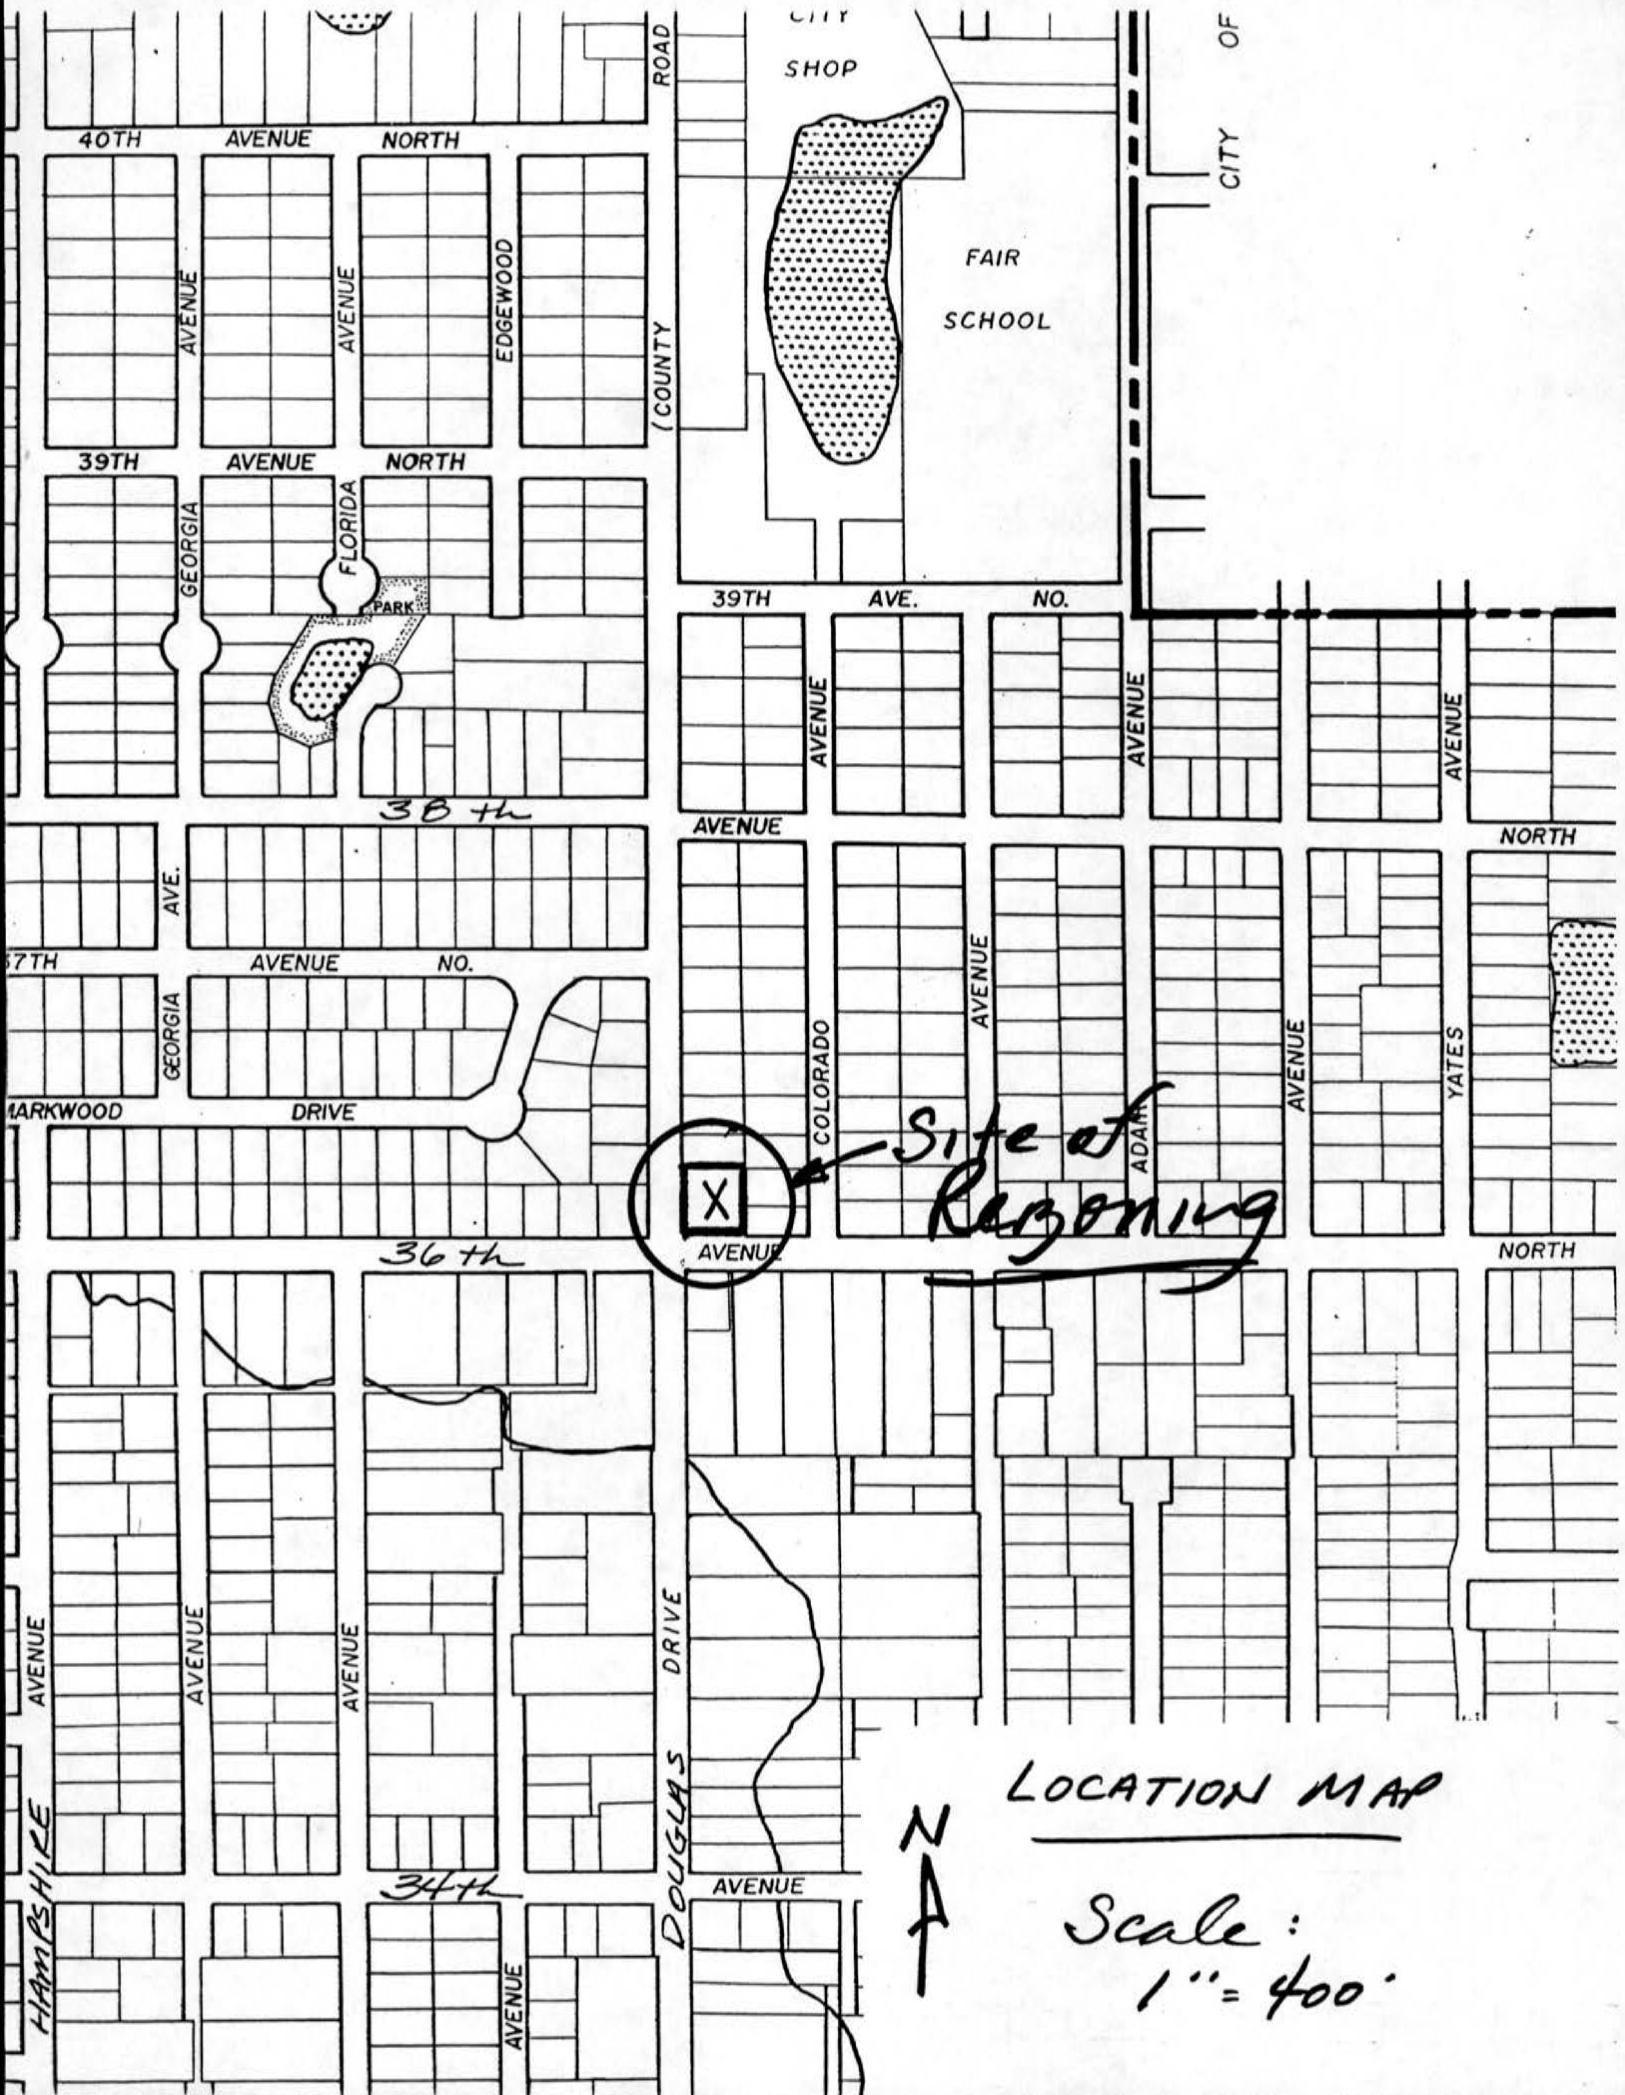 CITY
SHOP
ROAD
CITY OF
40TH AVENUE NORTH
AVENUE
AVENUE
EDGEWOOD
(COUNTY
FAIR
SCHOOL
39TH AVENUE NORTH
GEORGIA
FLORIDA
PARK
39TH AVE. NO.
AVENUE
AVENUE
AVENUE
38th
AVENUE
NORTH
AVE.
37TH AVENUE NO.
GEORGIA
AVENUE
COLORADO
AVENUE
YATES
MARKWOOD DRIVE
ADAIR
Site of
Rezoning
X
36th
AVENUE
NORTH
AVENUE
AVENUE
AVENUE
DRIVE
DOUGLAS
HAMPSHIRE
34th
AVENUE
AVENUE
LOCATION MAP
N
Scale:
1" = 400'